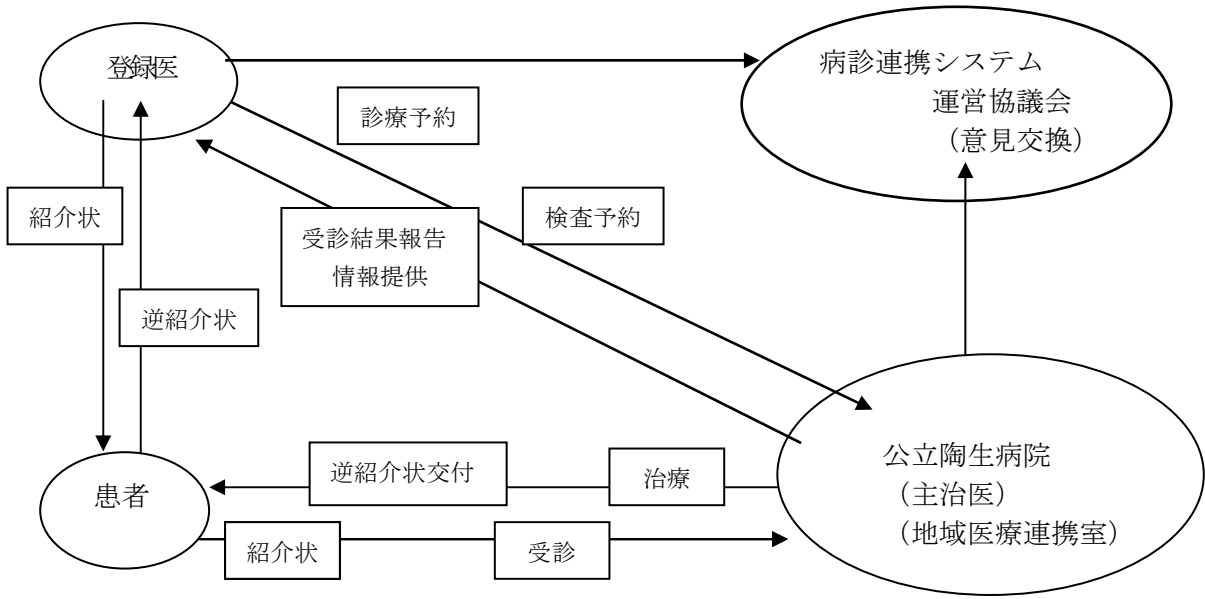 登録医
病診連携システム
運営協議会
（意見交換）
診療予約
紹介状
検査予約
受診結果報告
情報提供
逆紹介状
公立陶生病院
（主治医）
（地域医療連携室）
逆紹介状交付
治療
患者
紹介状
受診